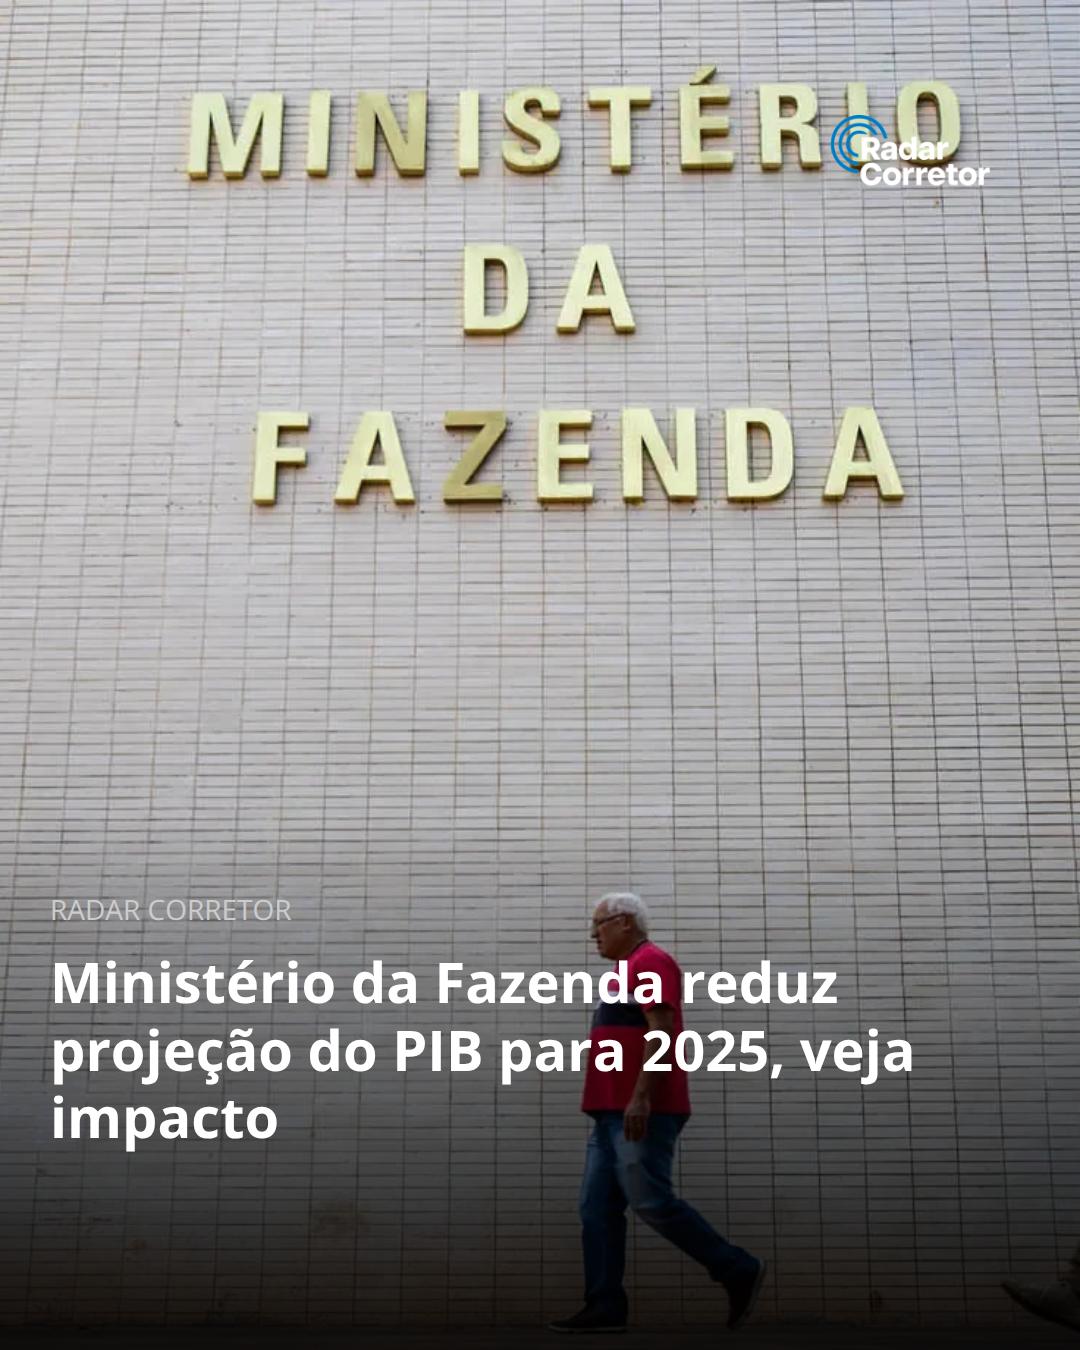 MINISTÉRIO
Radar
Corretor
DA
FAZENDA
RADAR CORRETOR
Ministério da Fazenda reduz
projeção do PIB para 2025, veja
impacto